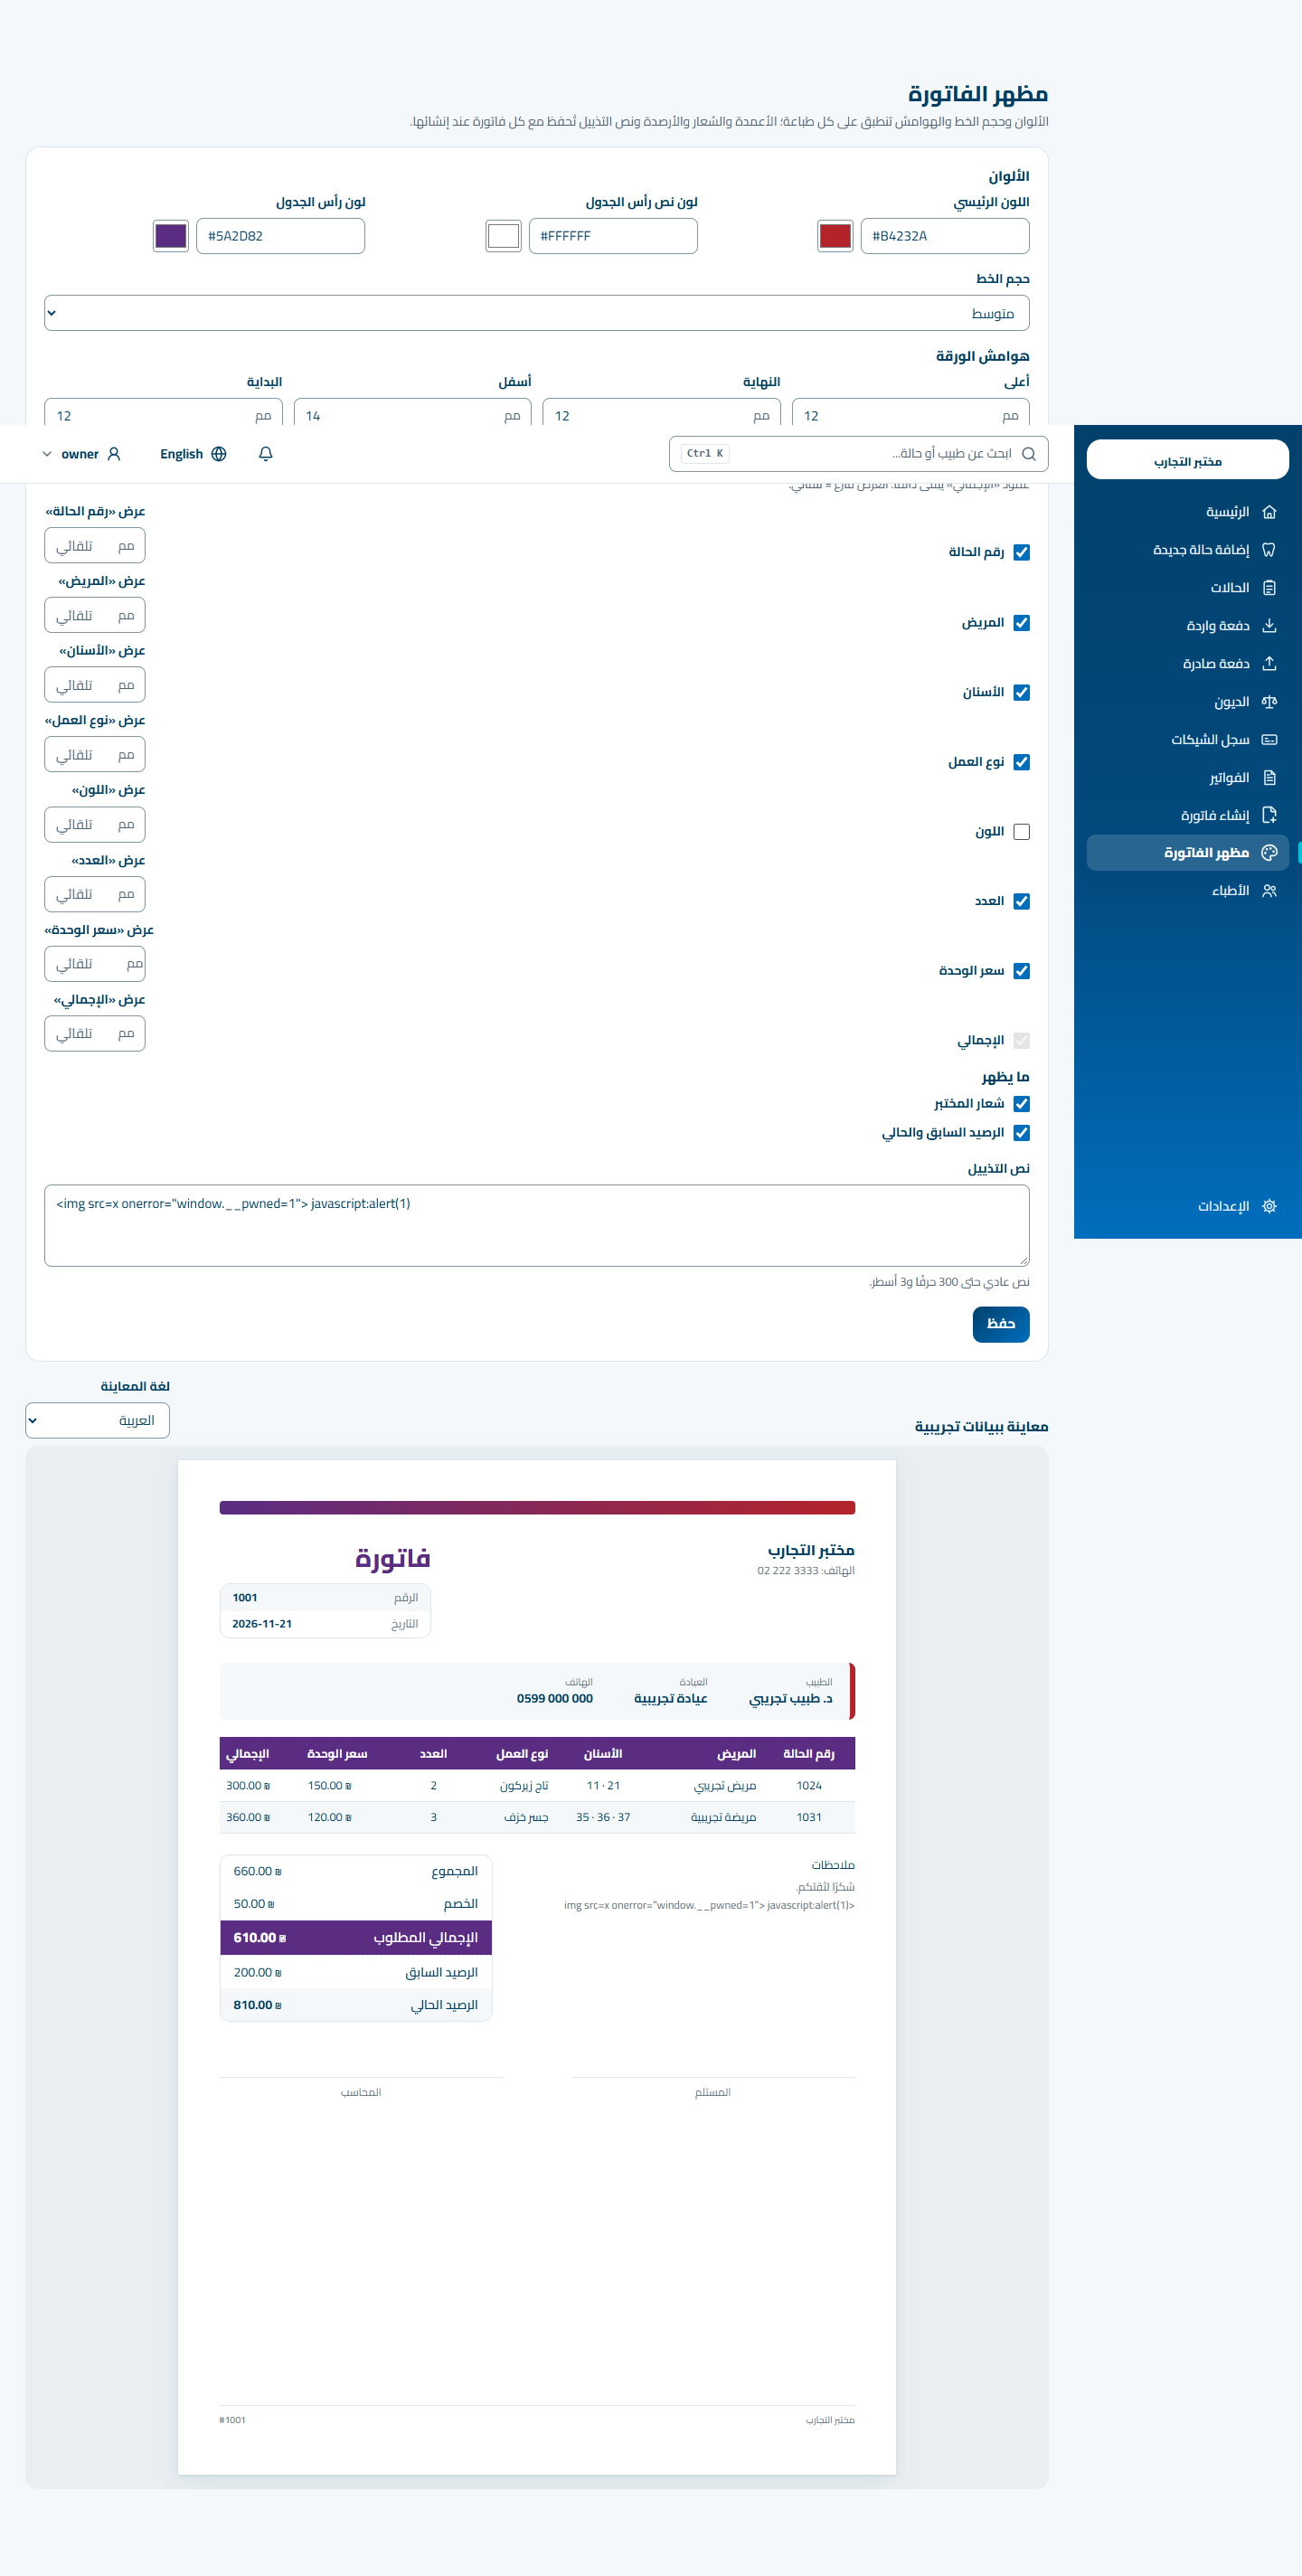 مظهر الفاتورة
الألوان وحجم الخط والهوامش تنطبق على كل طباعة؛ الأعمدة والشعار والأرصدة ونص التذييل تُحفظ مع كل فاتورة عند إنشائها.
الألوان
اللون الرئيسي
لون نص رأس الجدول
لون رأس الجدول
#B4232A
#FFFFFF
#5A2D82
حجم الخط
متوسط
هوامش الورقة
أعلى
النهاية
أسفل
البداية
12 مم
12 مم
14 مم
12 مم
ابحث عن طبيب أو حالة...
Ctrl K
English
owner
مختبر التجارب
الرئيسية
إضافة حالة جديدة
الحالات
دفعة واردة
دفعة صادرة
الديون
سجل الشيكات
الفواتير
إنشاء فاتورة
مظهر الفاتورة
الأطباء
الإعدادات
عمود «الإجمالي» يبقى دائمًا. العرض فارغ = تلقائي.
رقم الحالة
عرض «رقم الحالة»
تلقائي مم
المريض
عرض «المريض»
تلقائي مم
الأسنان
عرض «الأسنان»
تلقائي مم
نوع العمل
عرض «نوع العمل»
تلقائي مم
اللون
عرض «اللون»
تلقائي مم
العدد
عرض «العدد»
تلقائي مم
سعر الوحدة
عرض «سعر الوحدة»
تلقائي مم
الإجمالي
عرض «الإجمالي»
تلقائي مم
ما يظهر
شعار المختبر
الرصيد السابق والحالي
نص التذييل
<img src=x onerror="window.__pwned=1"> javascript:alert(1)
نص عادي حتى 300 حرفًا و3 أسطر.
حفظ
معاينة ببيانات تجريبية
لغة المعاينة
العربية
مختبر التجارب
الهاتف: 02 222 3333
فاتورة
الرقم 1001
التاريخ 2026-11-21
الطبيب العيادة الهاتف
د. طبيب تجريبي عيادة تجريبية 0599 000 000
رقم الحالة المريض الأسنان نوع العمل العدد سعر الوحدة الإجمالي
1024 مريض تجريبي 11 · 21 تاج زيركون 2 150.00 ₪ 300.00 ₪
1031 مريضة تجريبية 35 · 36 · 37 جسر خزف 3 120.00 ₪ 360.00 ₪
ملاحظات
شكرًا لثقتكم.
<img src=x onerror="window.__pwned=1"> javascript:alert(1)
المجموع 660.00 ₪
الخصم 50.00 ₪
الإجمالي المطلوب 610.00 ₪
الرصيد السابق 200.00 ₪
الرصيد الحالي 810.00 ₪
المستلم
المحاسب
مختبر التجارب
#1001